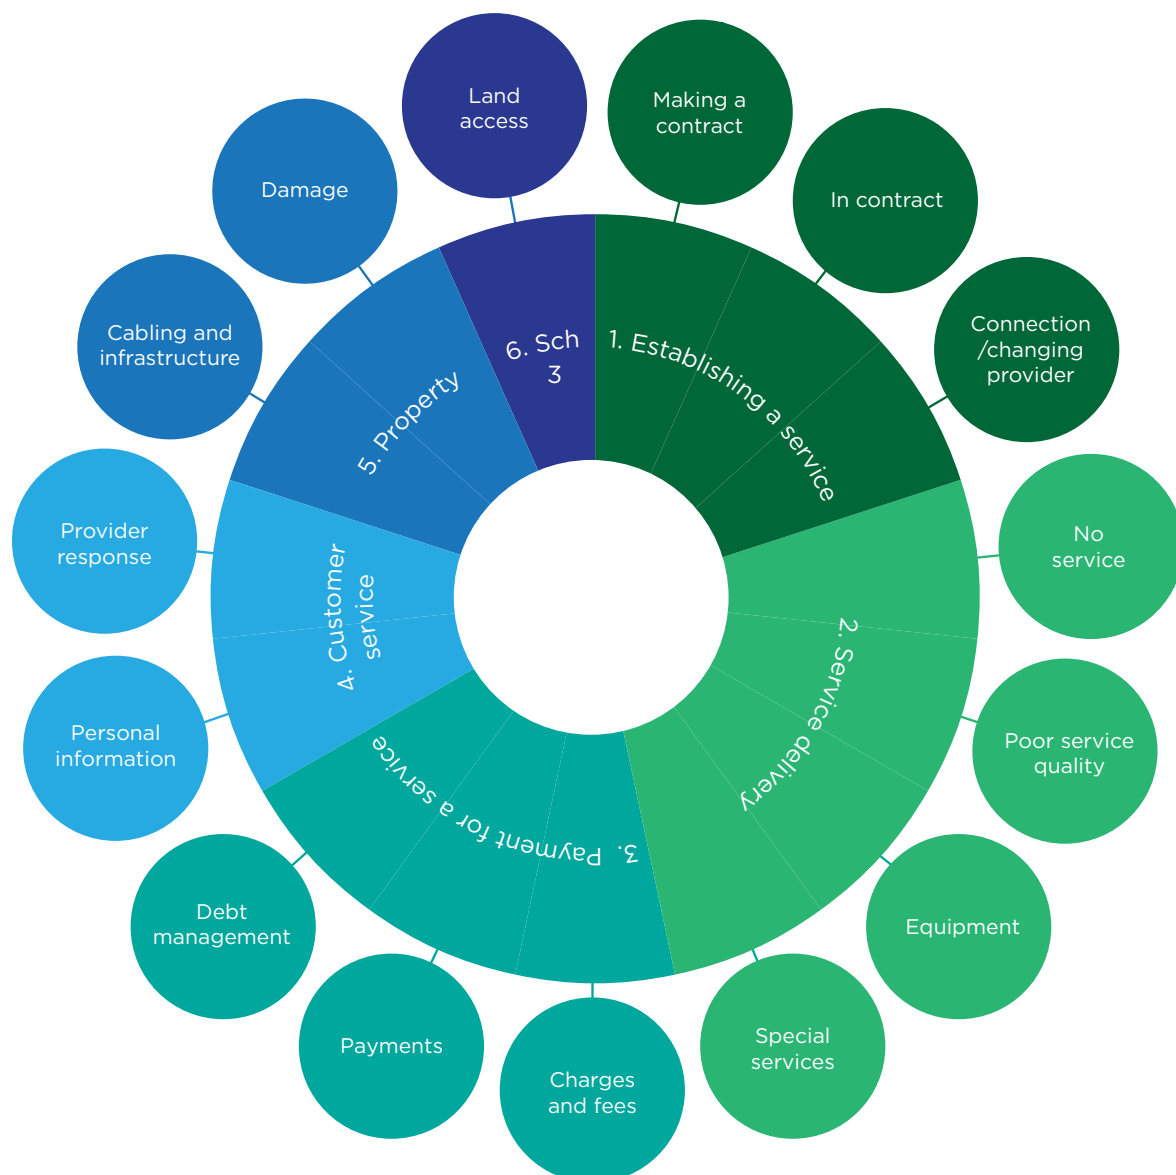 Land
access
Making a
contract
In contract
Connection
/changing
provider
No
service
Poor service
quality
Equipment
Special
services
Charges
and fees
Payments
Debt
management
Personal
information
Provider
response
Cabling and
infrastructure
Damage
1. Establishing a service
2. Service delivery
3. Payment for a service
4. Customer
service
5. Property
6. Sch
3